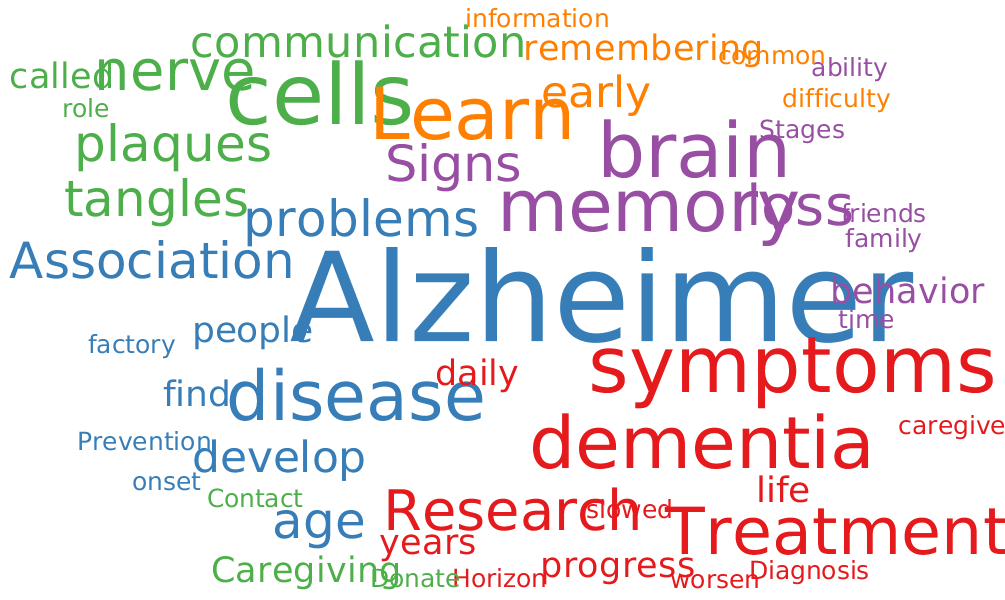 information
communication
remembering
common
called
nerve
cells
ability
role
Learn
early
difficulty
plaques
Signs
brain
Stages
tangles
problems
memory
loss
friends
family
Association
Alzheimer
behavior
time
factory
people
symptoms
find
disease
daily
Prevention
develop
dementia
caregive
onset
Contact
age
Research
slowed
life
Treatment
years
Caregiving
Donate
Horizon
progress
worsen
Diagnosis